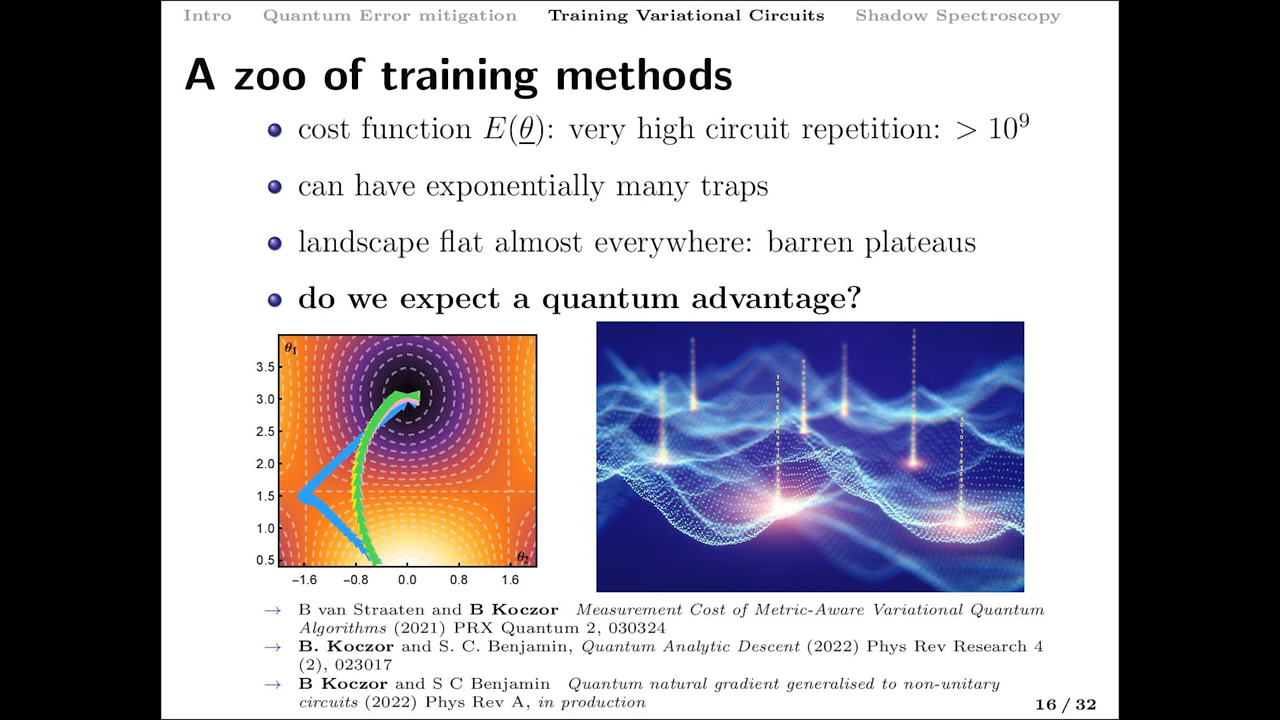 Intro Quantum Error mitigation Training Variational Circuits Shadow Spectroscopy
A zoo of training methods
cost function E(θ): very high circuit repetition: > 10⁹
can have exponentially many traps
landscape flat almost everywhere: barren plateaus
do we expect a quantum advantage?
θ₁
3.5
3.0
2.5
2.0
1.5
1.0
0.5
θ₂
−1.6 −0.8 0.0 0.8 1.6
→ B van Straaten and B Koczor Measurement Cost of Metric-Aware Variational Quantum
Algorithms (2021) PRX Quantum 2, 030324
→ B. Koczor and S. C. Benjamin, Quantum Analytic Descent (2022) Phys Rev Research 4
(2), 023017
→ B Koczor and S C Benjamin Quantum natural gradient generalised to non-unitary
circuits (2022) Phys Rev A, in production
16 / 32